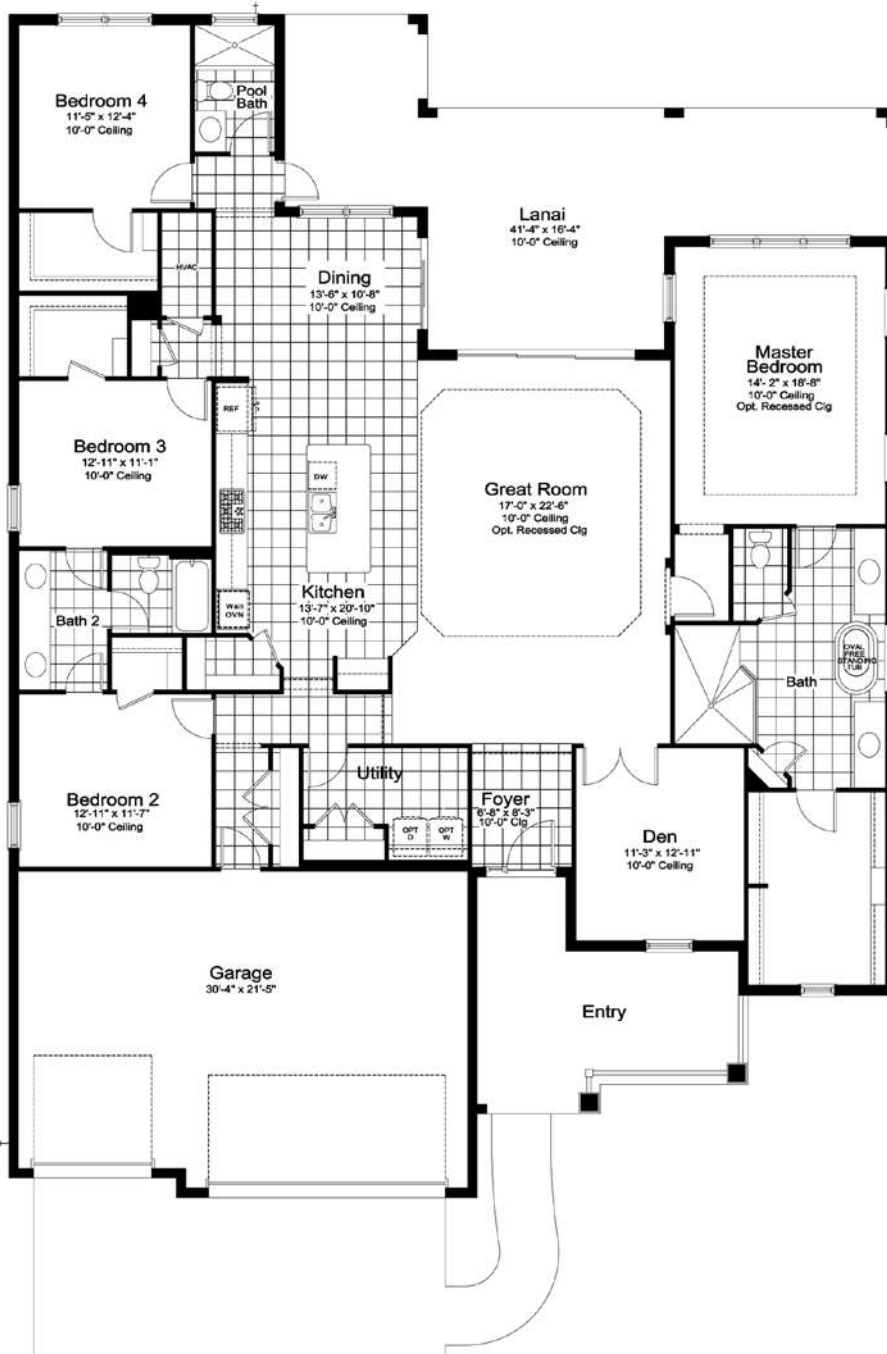 Bedroom 4
11'-5" x 12'-4"
10'-0" Ceiling
Pool
Bath
Lanai
41'-4" x 16'-4"
10'-0" Ceiling
HVAC
Dining
13'-6" x 10'-8"
10'-0" Ceiling
Master
Bedroom
14'- 2" x 18'-8"
10'-0" Ceiling
Opt. Recessed Clg
REF
Bedroom 3
12'-11" x 11'-1"
10'-0" Ceiling
DW
Great Room
17'-0" x 22'-6"
10'-0" Ceiling
Opt. Recessed Clg
Kitchen
13'-7" x 20'-10"
10'-0" Ceiling
Wall
OVN
Bath 2
OVAL
FREE
STANDING
TUB
Bath
Utility
Bedroom 2
12'-11" x 11'-7"
10'-0" Ceiling
OPT
D
OPT
W
Foyer
6'-8" x 8'-3"
10'-0" Clg
Den
11'-3" x 12'-11"
10'-0" Ceiling
Garage
30'-4" x 21'-5"
Entry